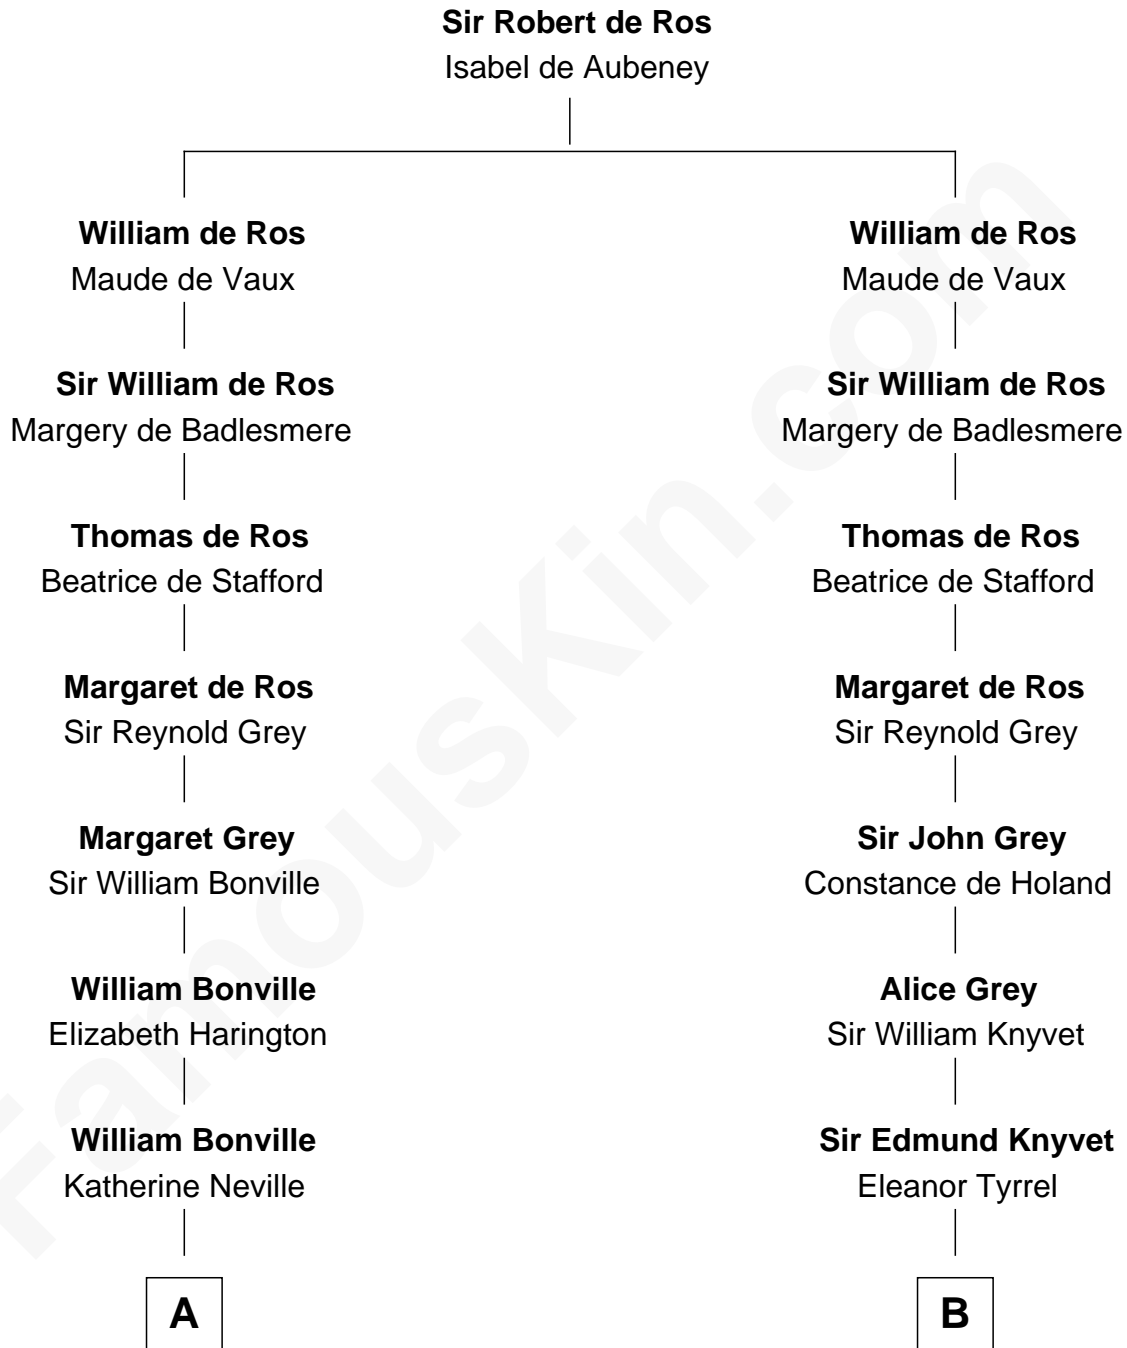 Sir Robert de Ros
Isabel de Aubeney
William de Ros
Maude de Vaux
Sir William de Ros
Margery de Badlesmere
Thomas de Ros
Beatrice de Stafford
Margaret de Ros
Sir Reynold Grey
Margaret Grey
Sir William Bonville
William Bonville
Elizabeth Harington
William Bonville
Katherine Neville
A
William de Ros
Maude de Vaux
Sir William de Ros
Margery de Badlesmere
Thomas de Ros
Beatrice de Stafford
Margaret de Ros
Sir Reynold Grey
Sir John Grey
Constance de Holand
Alice Grey
Sir William Knyvet
Sir Edmund Knyvet
Eleanor Tyrrel
B
FamousKin.com